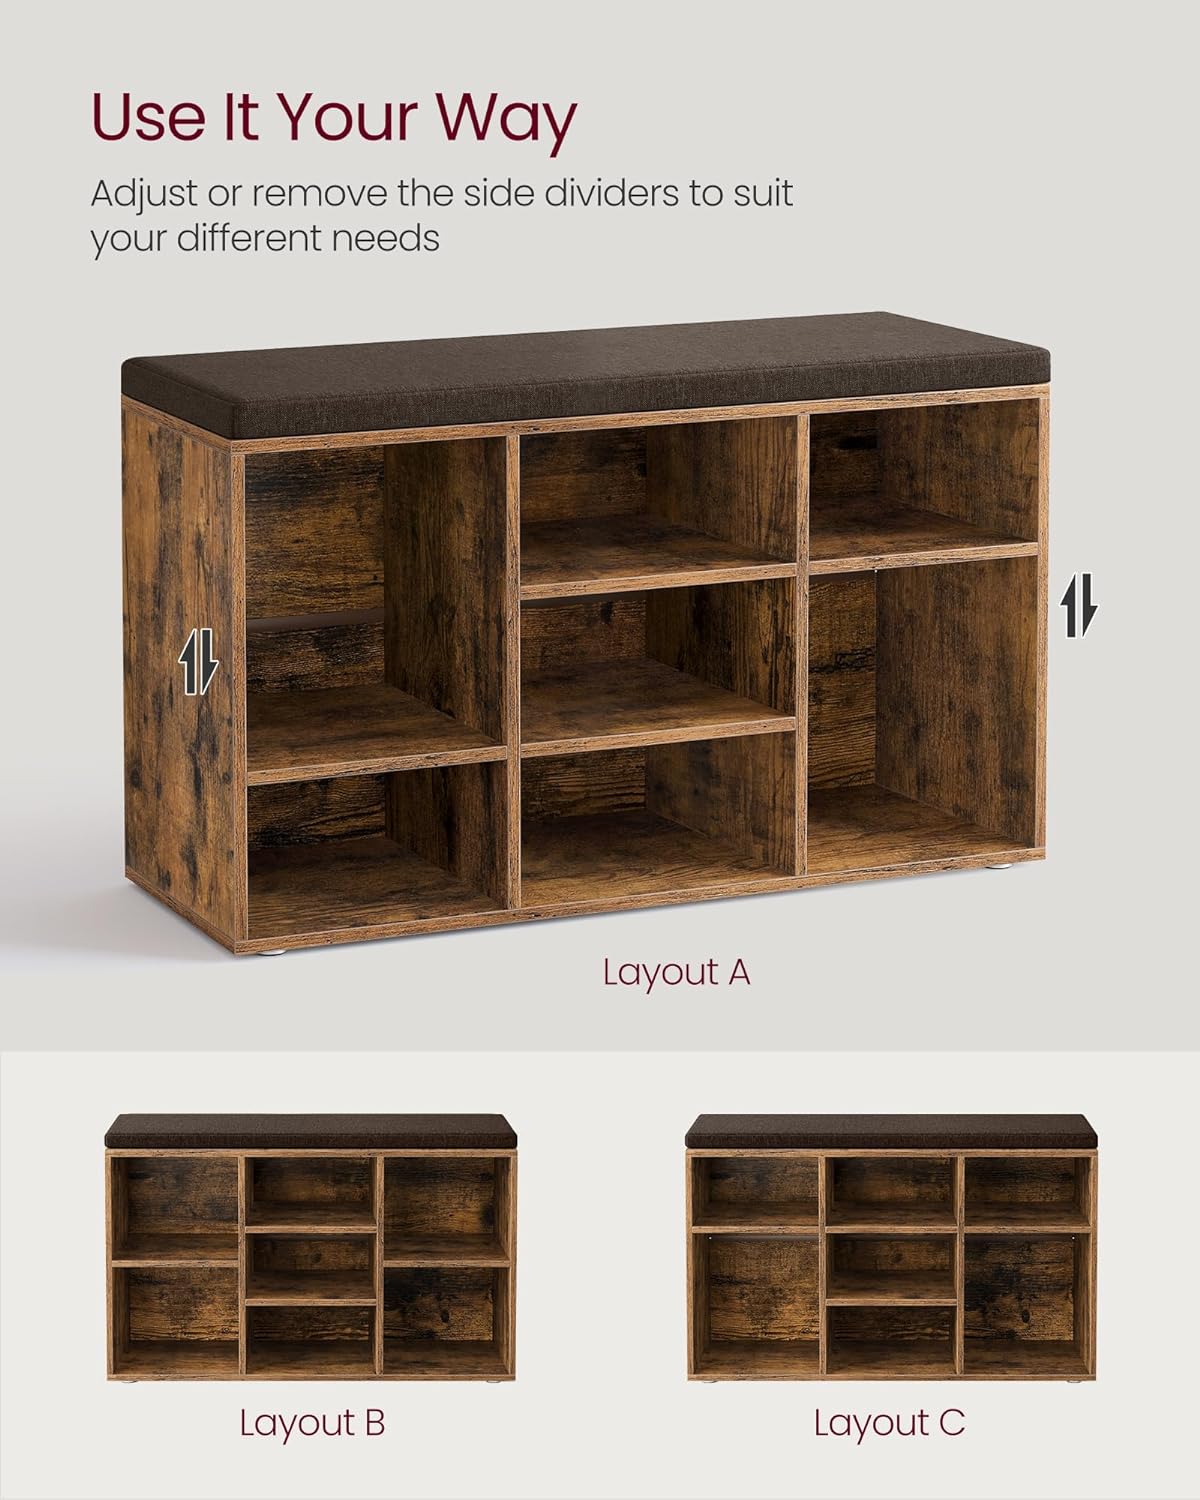 Use It Your Way
Adjust or remove the side dividers to suit
your different needs
Layout A
Layout B
Layout C